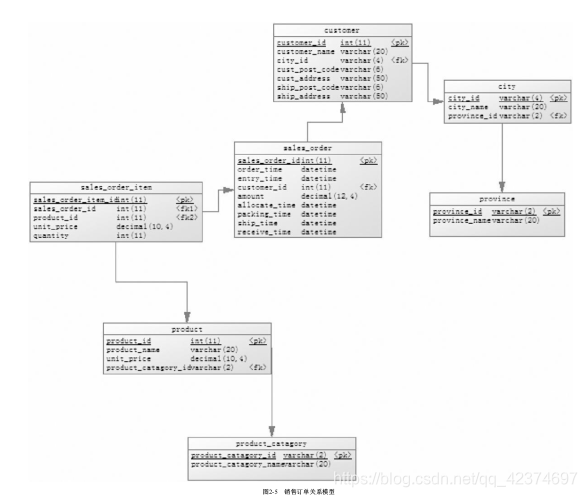 customer
customer_id int(11) <pk>
customer_name varchar(20)
city_id varchar(4) <fk>
cust_post_code varchar(6)
cust_address varchar(50)
ship_post_code varchar(6)
ship_address varchar(50)
city
city_id varchar(4) <pk>
city_name varchar(20)
province_id varchar(2) <fk>
sales_order
sales_order_id int(11) <pk>
order_time datetime
entry_time datetime
customer_id int(11) <fk>
amount decimal(12,4)
allocate_time datetime
packing_time datetime
ship_time datetime
receive_time datetime
sales_order_item
sales_order_item_id int(11) <pk>
sales_order_id int(11) <fk1>
product_id int(11) <fk2>
unit_price decimal(10,4)
quantity int(11)
province
province_id varchar(2) <pk>
province_name varchar(20)
product
product_id int(11) <pk>
product_name varchar(20)
unit_price decimal(10,4)
product_catagory_id varchar(2) <fk>
product_catagory
product_catagory_id varchar(2) <pk>
product_catagory_name varchar(20)
https://blog.csdn.net/qq_42374697
图2-5 销售订单关系模型